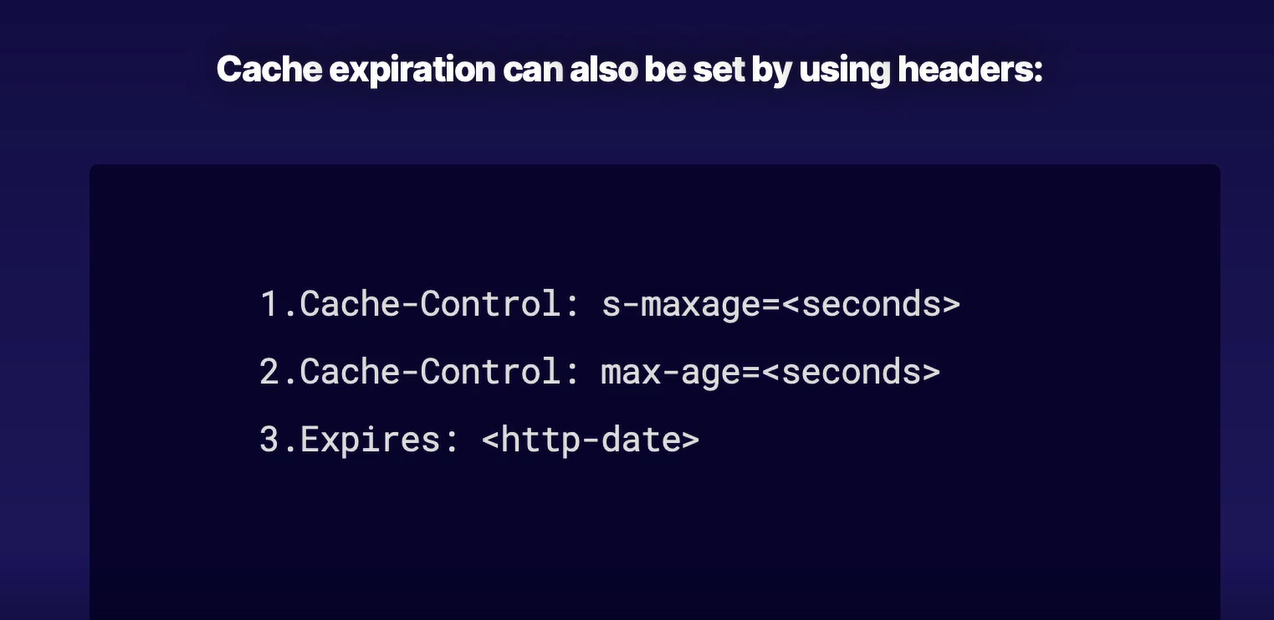 Cache expiration can also be set by using headers:
1.Cache-Control: s-maxage=<seconds>
2.Cache-Control: max-age=<seconds>
3.Expires: <http-date>